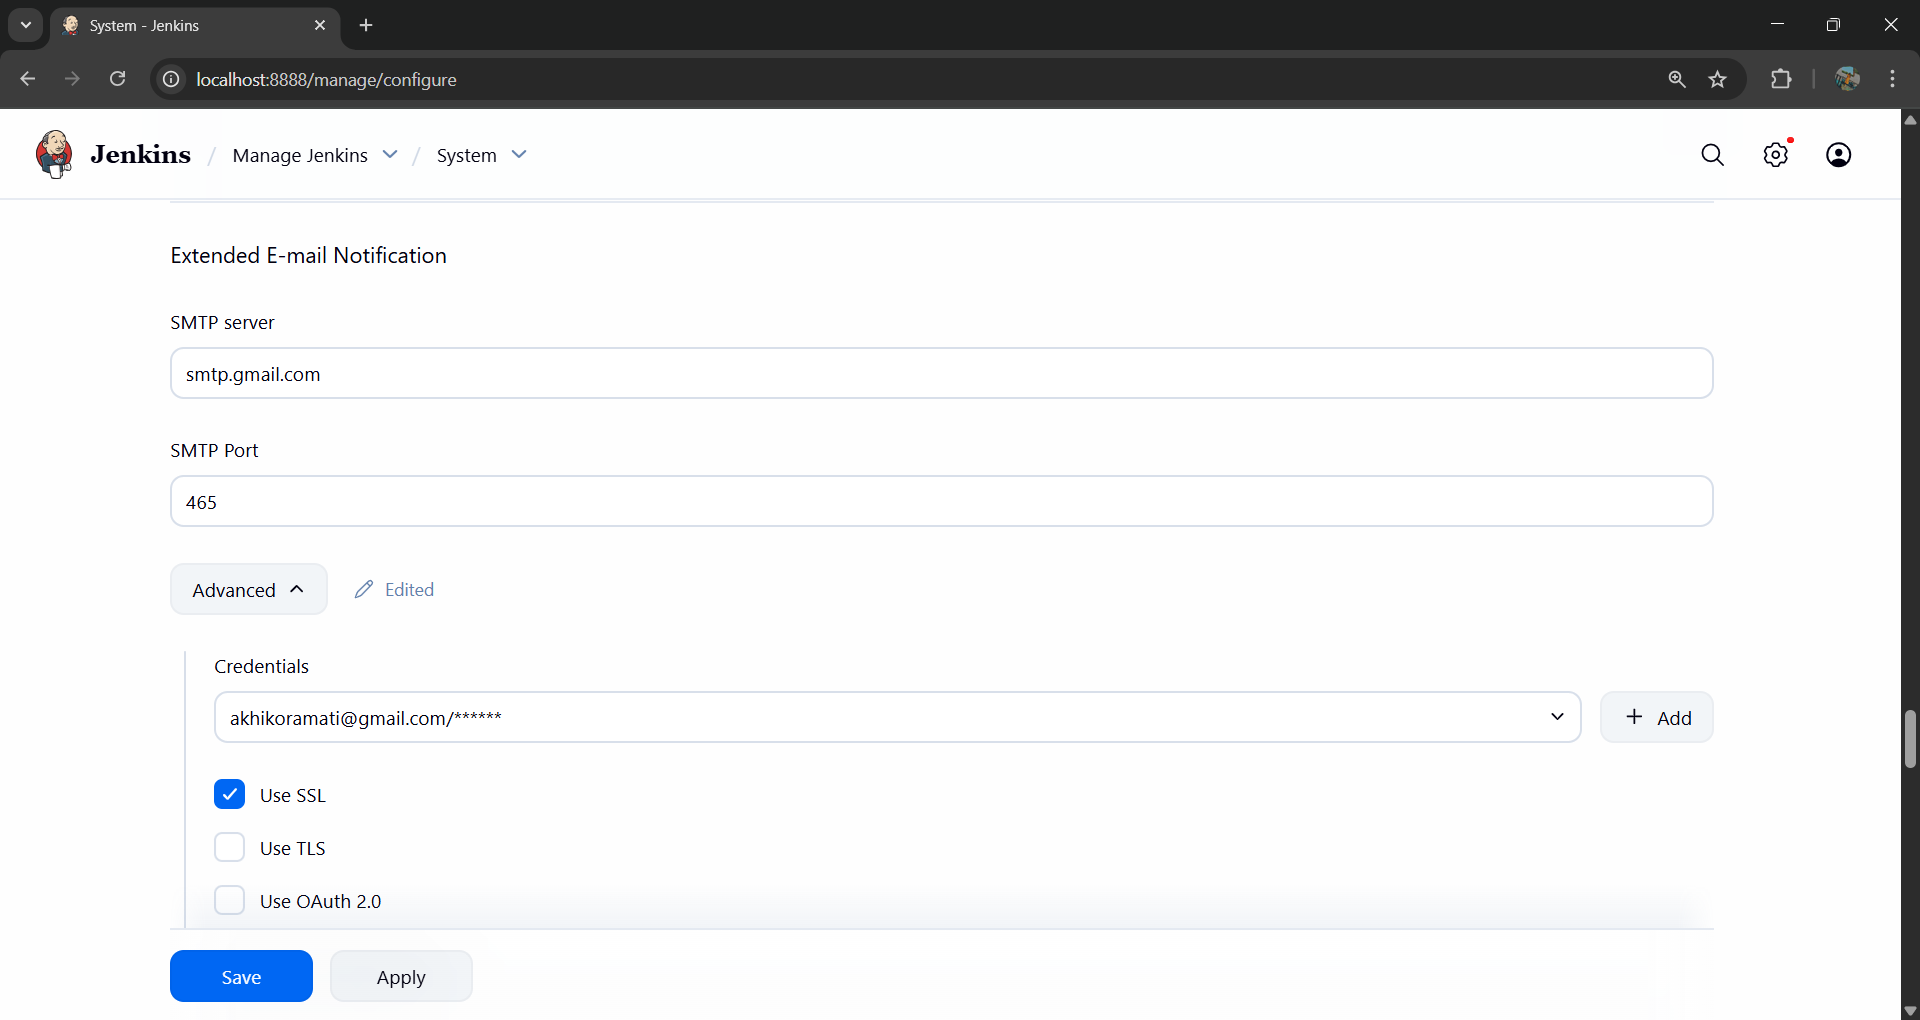 System - Jenkins
localhost:8888/manage/configure
Jenkins / Manage Jenkins / System
Extended E-mail Notification
SMTP server
smtp.gmail.com
SMTP Port
465
Advanced Edited
Credentials
akhikoramati@gmail.com/******
+ Add
Use SSL
Use TLS
Use OAuth 2.0
Save Apply